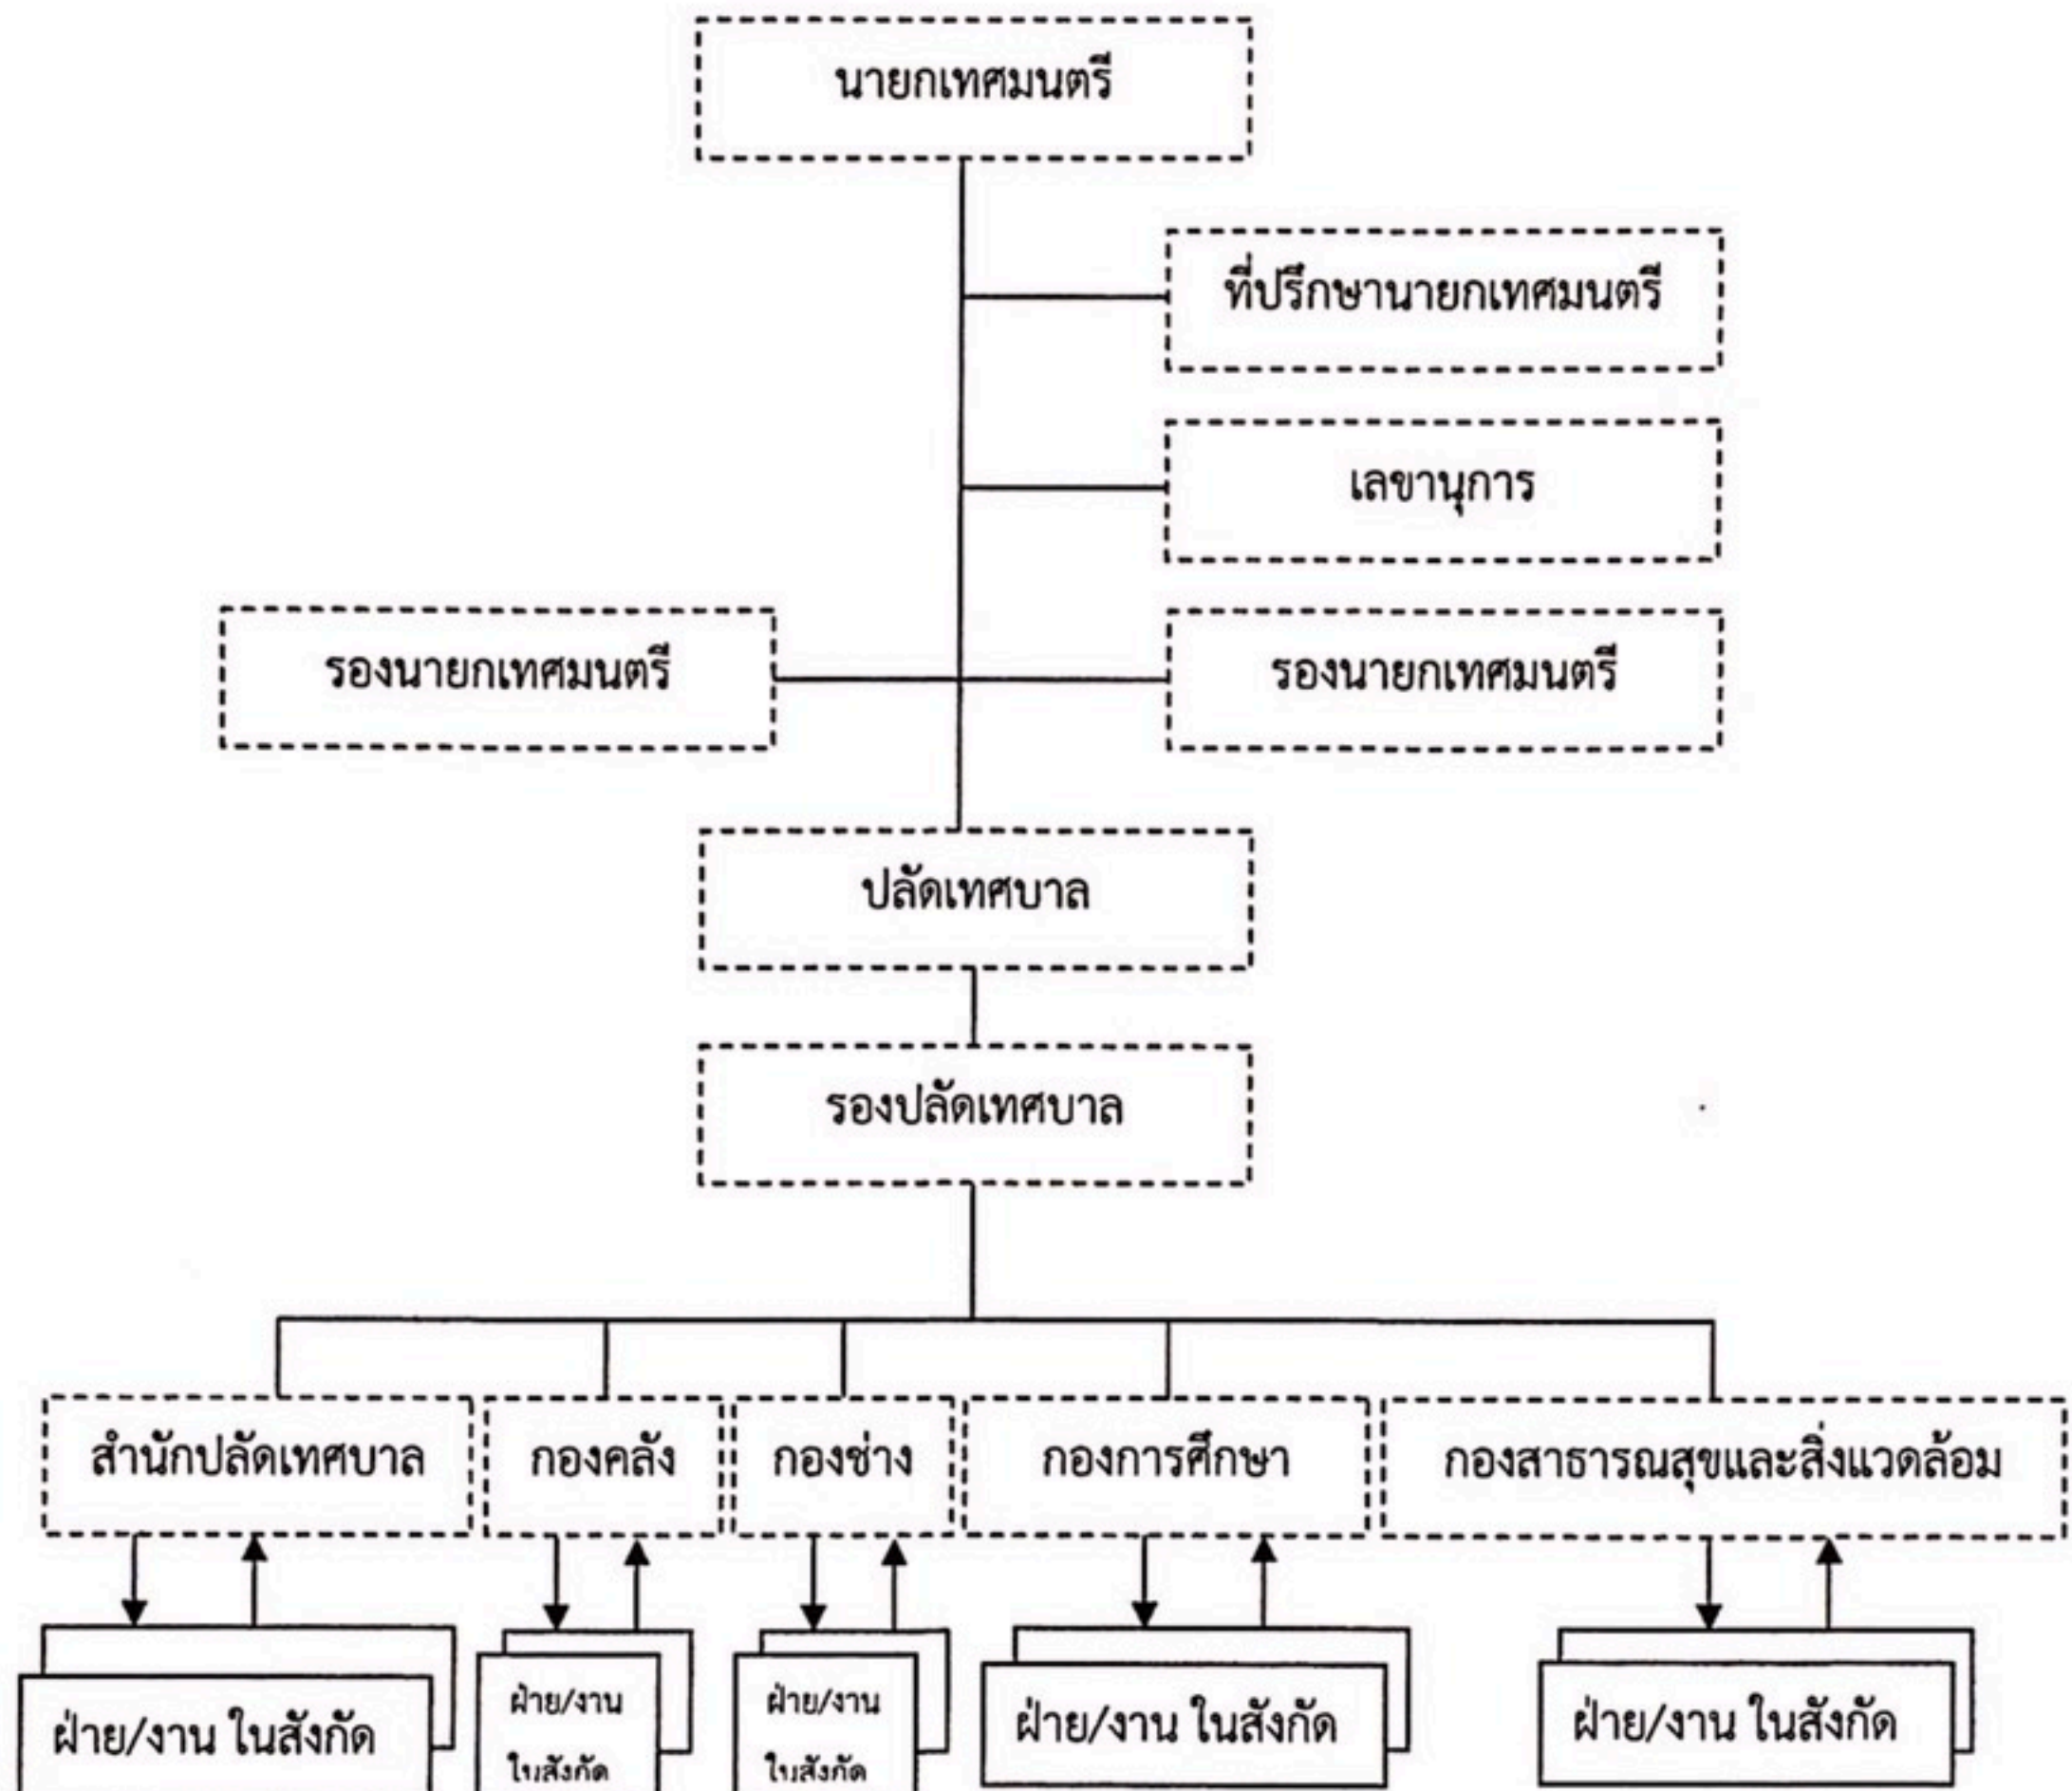 นายกเทศมนตรี
ที่ปรึกษานายกเทศมนตรี
เลขานุการ
รองนายกเทศมนตรี
รองนายกเทศมนตรี
ปลัดเทศบาล
รองปลัดเทศบาล
สำนักปลัดเทศบาล
กองคลัง
กองช่าง
กองการศึกษา
กองสาธารณสุขและสิ่งแวดล้อม
ฝ่าย/งาน ในสังกัด
ฝ่าย/งาน
ในสังกัด
ฝ่าย/งาน
ในสังกัด
ฝ่าย/งาน ในสังกัด
ฝ่าย/งาน ในสังกัด